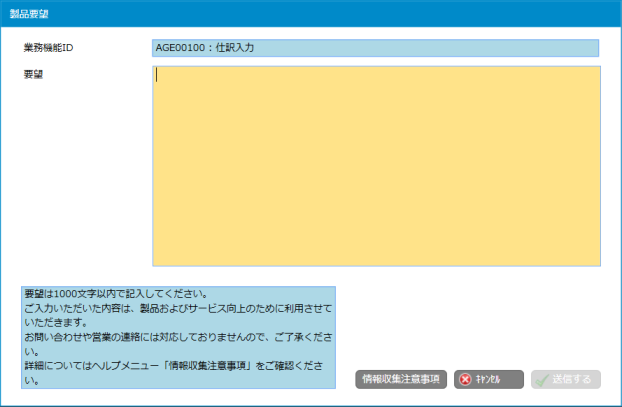 製品要望
業務機能ID
AGE00100：仕訳入力
要望
要望は1000文字以内で記入してください。
ご入力いただいた内容は、製品およびサービス向上のために利用させて
いただきます。
お問い合わせや営業の連絡には対応しておりませんので、ご了承くださ
い。
詳細についてはヘルプメニュー「情報収集注意事項」をご確認くださ
い。
情報収集注意事項
ｷｬﾝｾﾙ
送信する